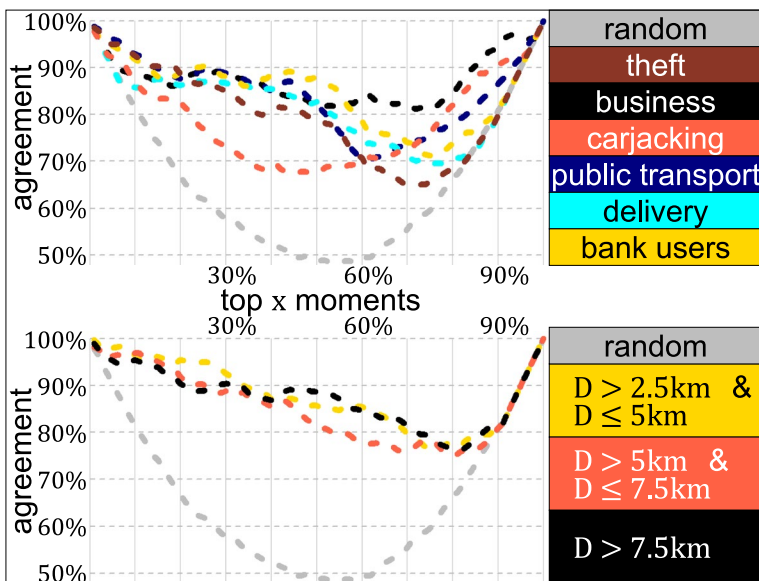 100%
90%
80%
70%
60%
50%
agreement
30%
60%
90%
top x moments
random
theft
business
carjacking
public transport
delivery
bank users
30%
60%
90%
100%
90%
80%
70%
60%
50%
agreement
random
D > 2.5km &
D ≤ 5km
D > 5km &
D ≤ 7.5km
D > 7.5km